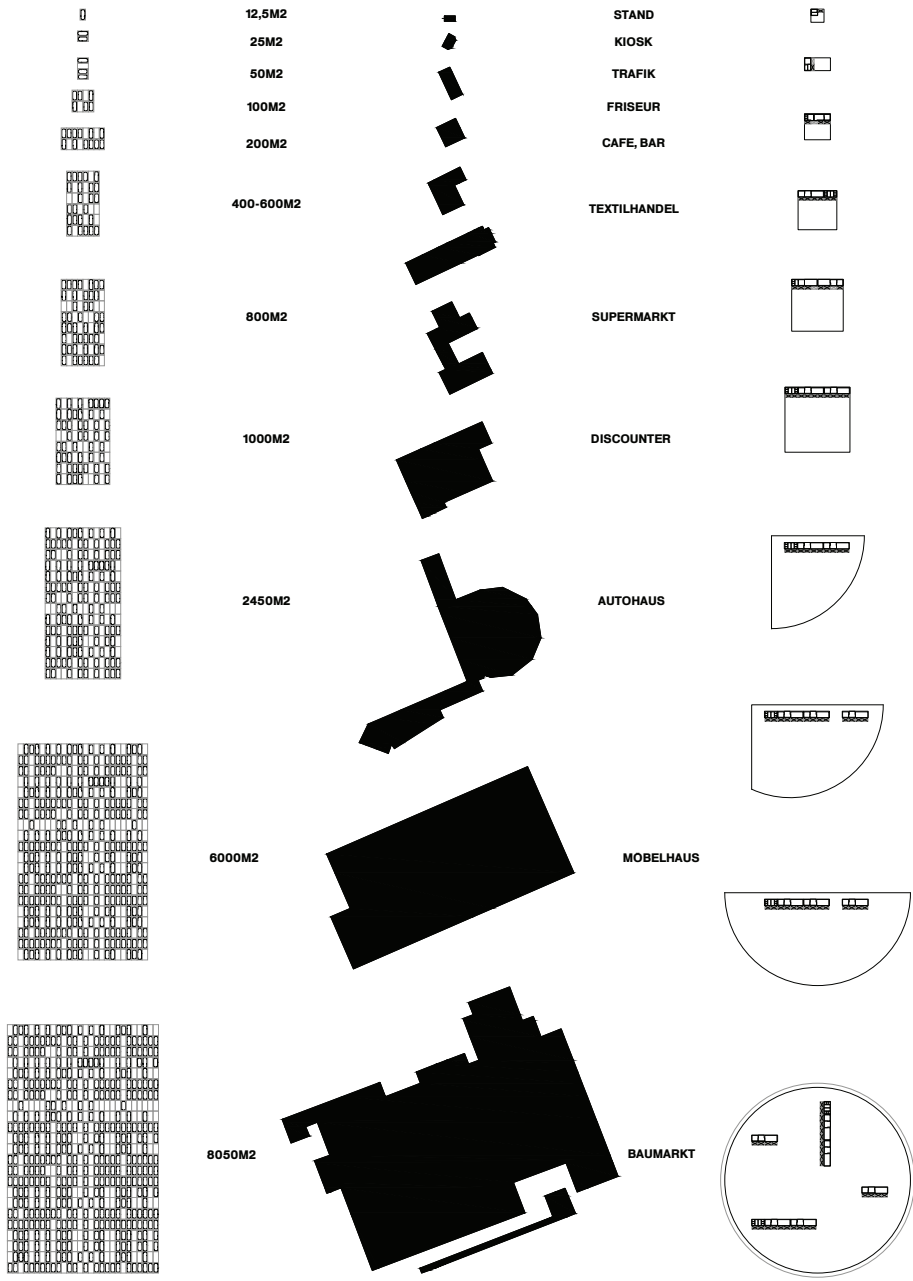 12,5M2 STAND
25M2 KIOSK
50M2 TRAFIK
100M2 FRISEUR
200M2 CAFE, BAR
400-600M2 TEXTILHANDEL
800M2 SUPERMARKT
1000M2 DISCOUNTER
2450M2 AUTOHAUS
6000M2 MÖBELHAUS
8050M2 BAUMARKT